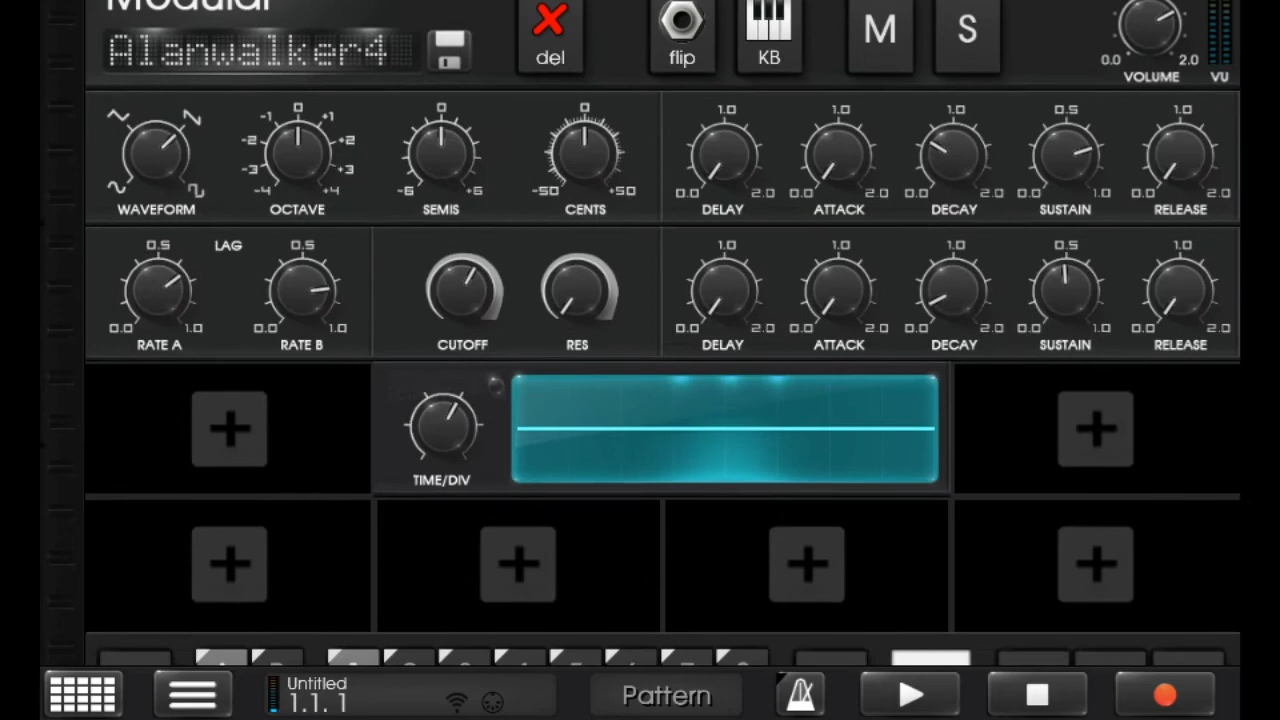 Modular
Alanwalker4
del
flip
KB
M
S
0.0 2.0
VOLUME VU
WAVEFORM
-4 -3 -2 -1 0 +1 +2 +3 +4
OCTAVE
-6 0 +6
SEMIS
-50 0 +50
CENTS
0.0 1.0 2.0
DELAY
0.0 1.0 2.0
ATTACK
0.0 1.0 2.0
DECAY
0.0 0.5 1.0
SUSTAIN
0.0 1.0 2.0
RELEASE
LAG
0.0 0.5 1.0
RATE A
0.0 0.5 1.0
RATE B
CUTOFF
RES
0.0 1.0 2.0
DELAY
0.0 1.0 2.0
ATTACK
0.0 1.0 2.0
DECAY
0.0 0.5 1.0
SUSTAIN
0.0 1.0 2.0
RELEASE
TIME/DIV
Untitled
1.1.1
Pattern